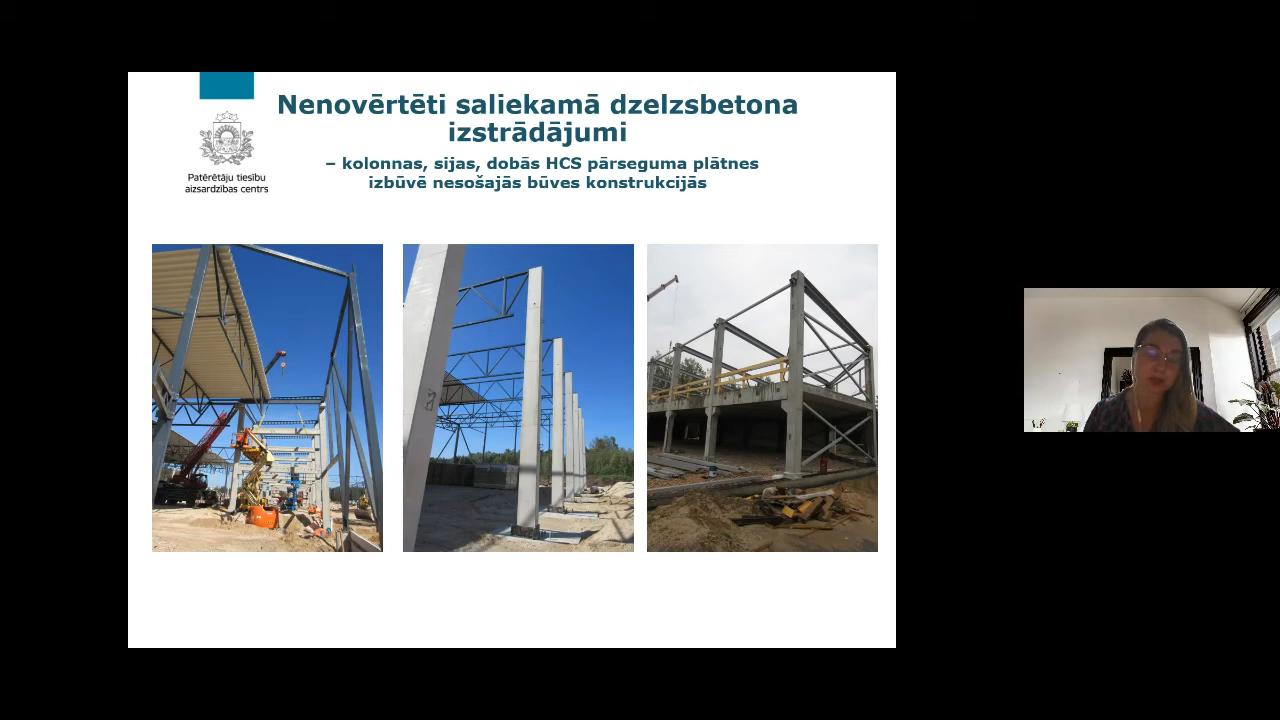 Nenovērtēti saliekamā dzelzsbetona
izstrādājumi
– kolonnas, sijas, dobās HCS pārseguma plātnes
izbūvē nesošajās būves konstrukcijās
Patērētāju tiesību
aizsardzības centrs